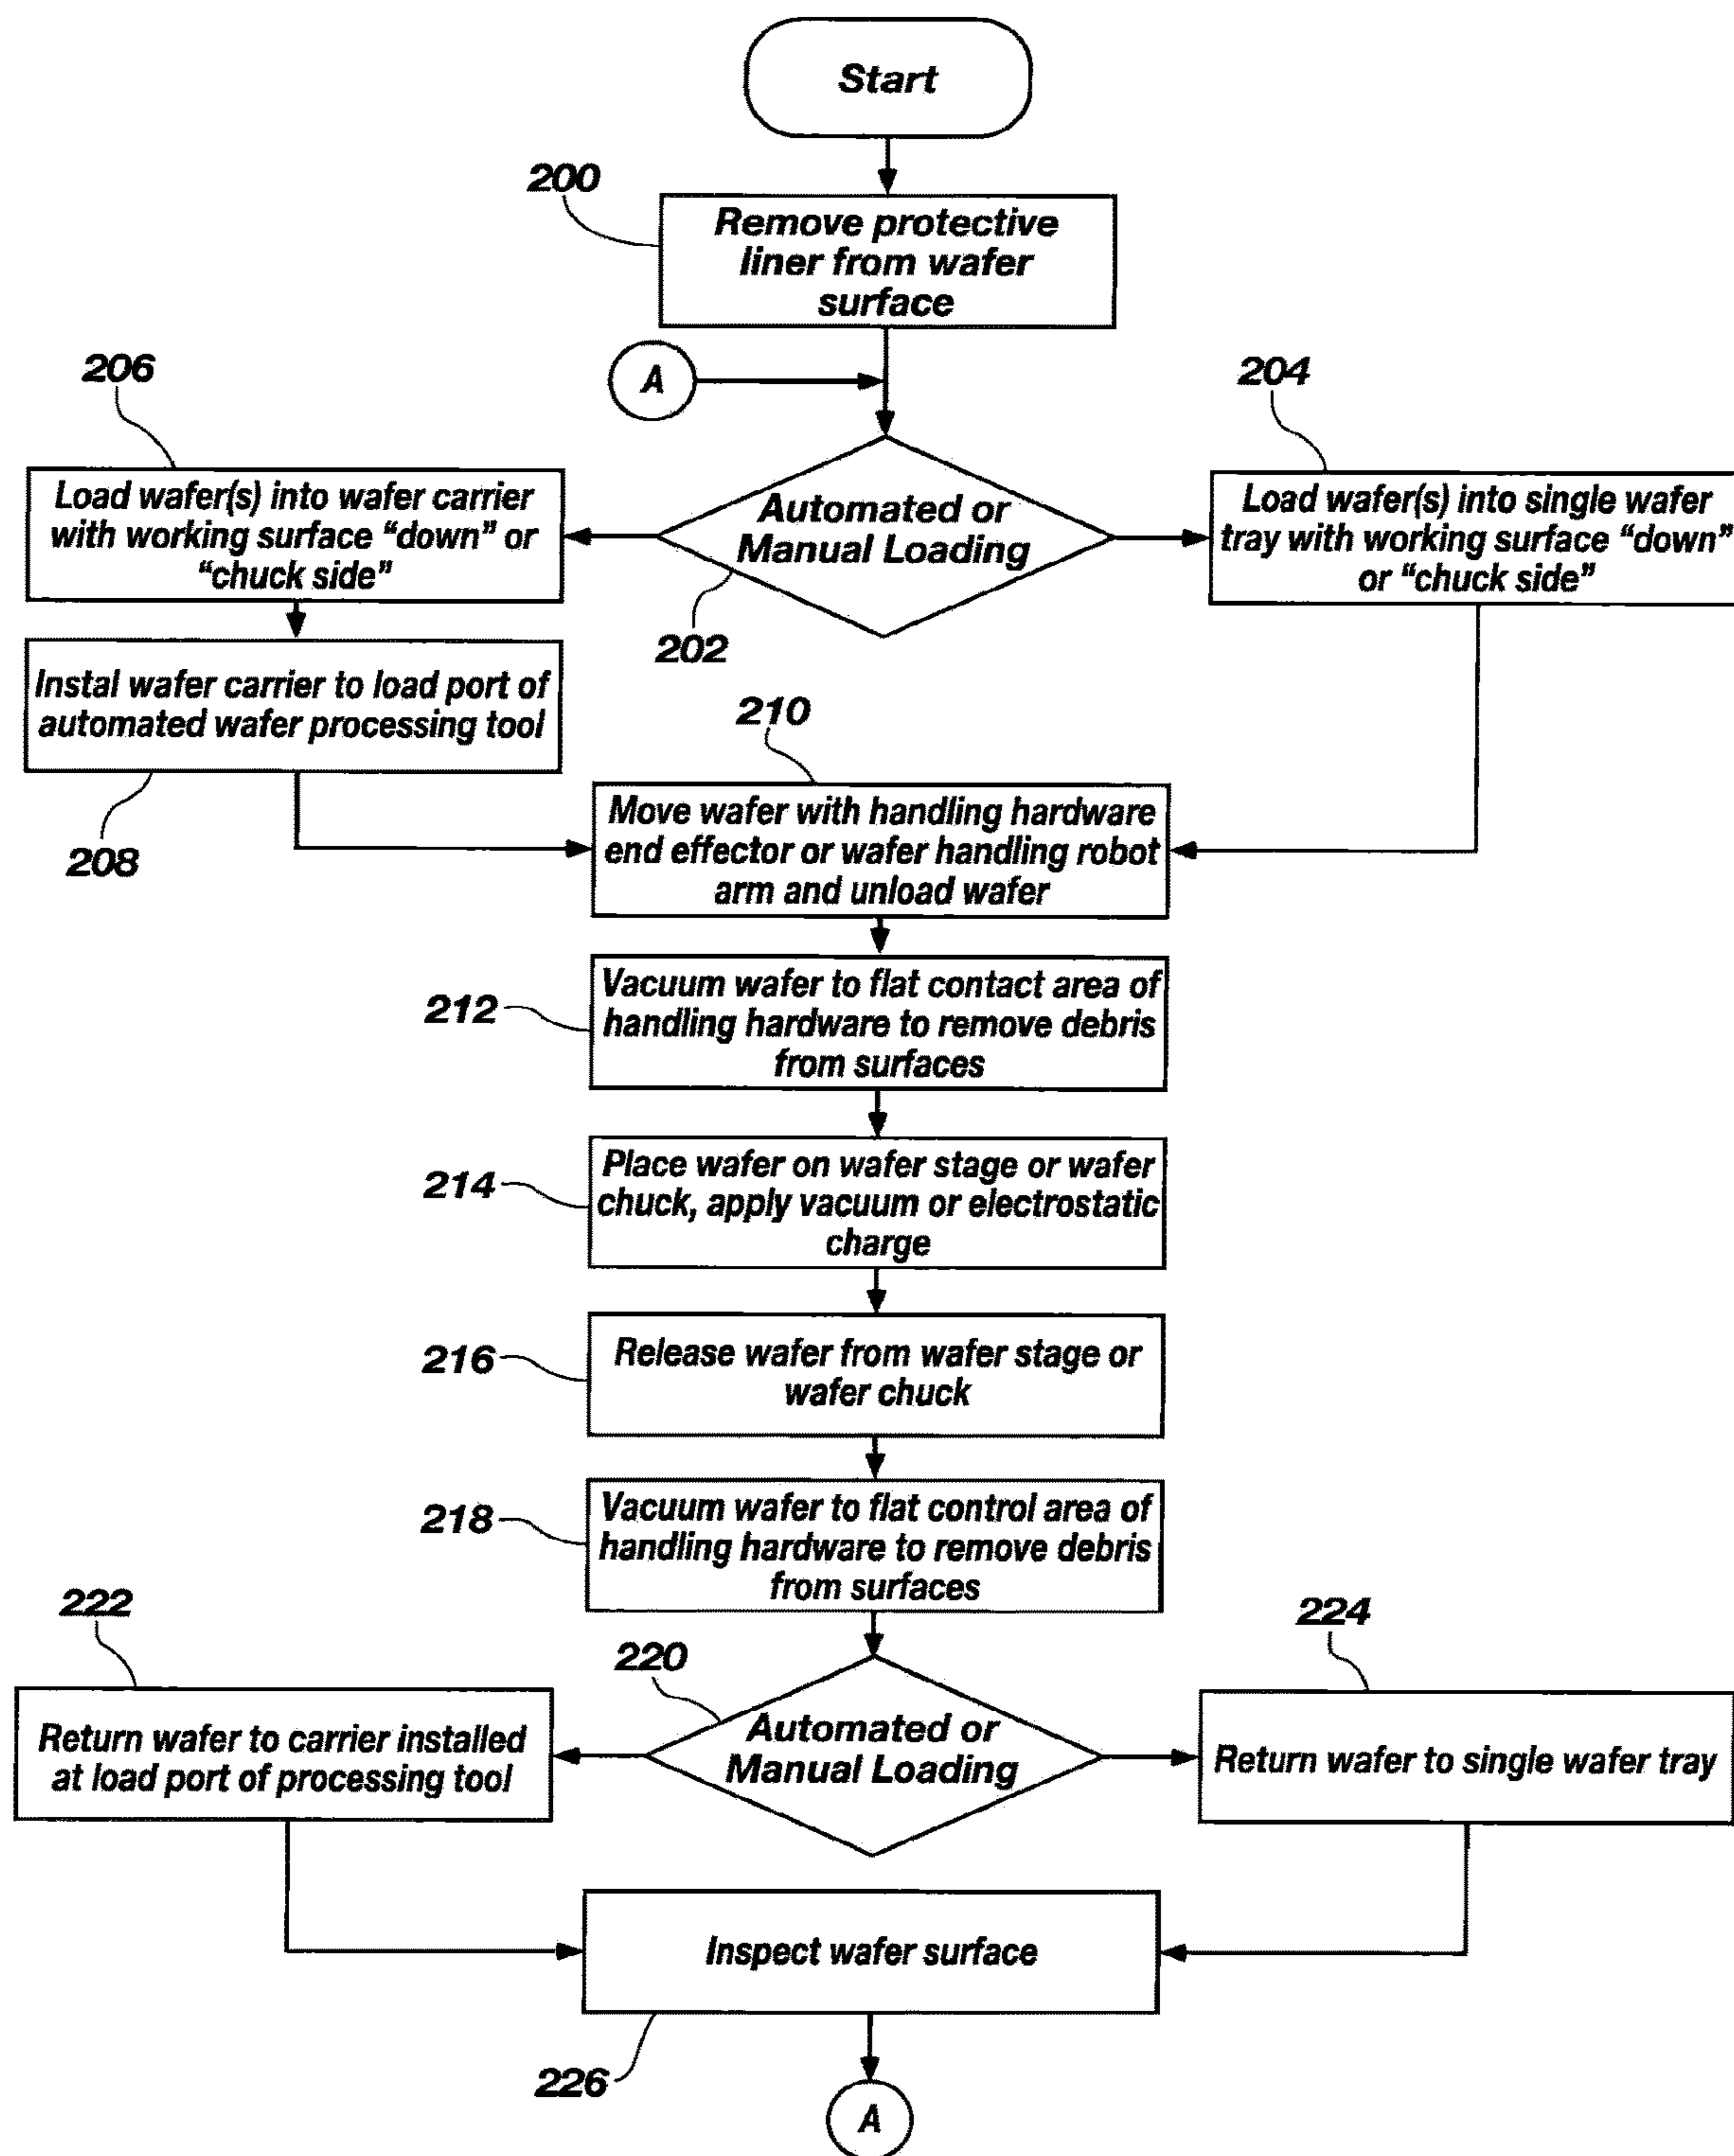 Start
200
Remove protective
liner from wafer
surface
A
206
204
Load wafer(s) into wafer carrier
with working surface “down” or
“chuck side”
Automated or
Manual Loading
Load wafer(s) into single wafer
tray with working surface “down”
or “chuck side”
202
Instal wafer carrier to load port of
automated wafer processing tool
208
210
Move wafer with handling hardware
end effector or wafer handling robot
arm and unload wafer
212
Vacuum wafer to flat contact area of
handling hardware to remove debris
from surfaces
214
Place wafer on wafer stage or wafer
chuck, apply vacuum or electrostatic
charge
216
Release wafer from wafer stage or
wafer chuck
218
Vacuum wafer to flat control area of
handling hardware to remove debris
from surfaces
222
220
224
Return wafer to carrier installed
at load port of processing tool
Automated or
Manual Loading
Return wafer to single wafer tray
Inspect wafer surface
226
A